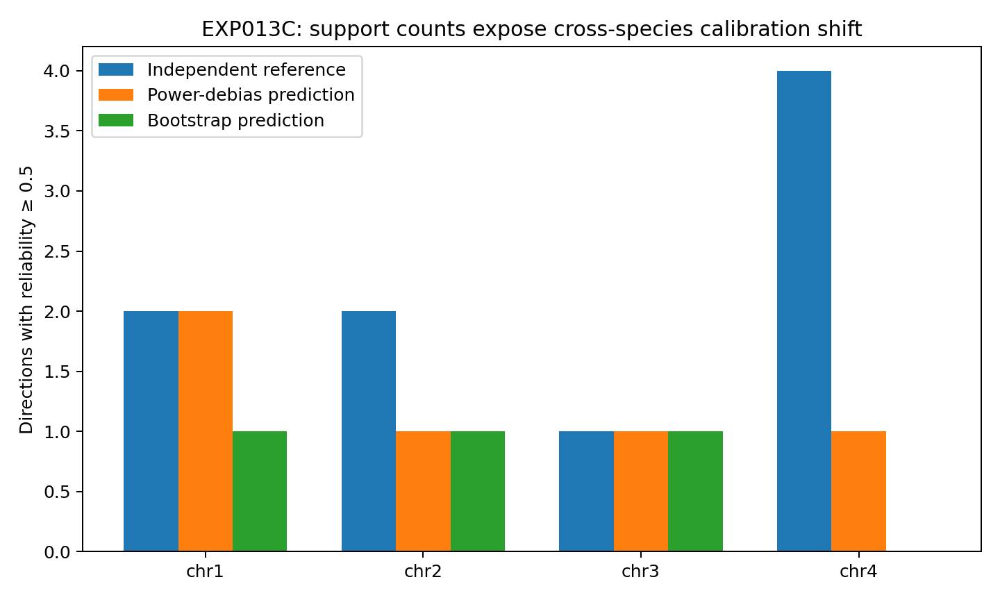 EXP013C: support counts expose cross-species calibration shift
Independent reference
Power-debias prediction
Bootstrap prediction
Directions with reliability ≥ 0.5
4.0
3.5
3.0
2.5
2.0
1.5
1.0
0.5
0.0
chr1
chr2
chr3
chr4